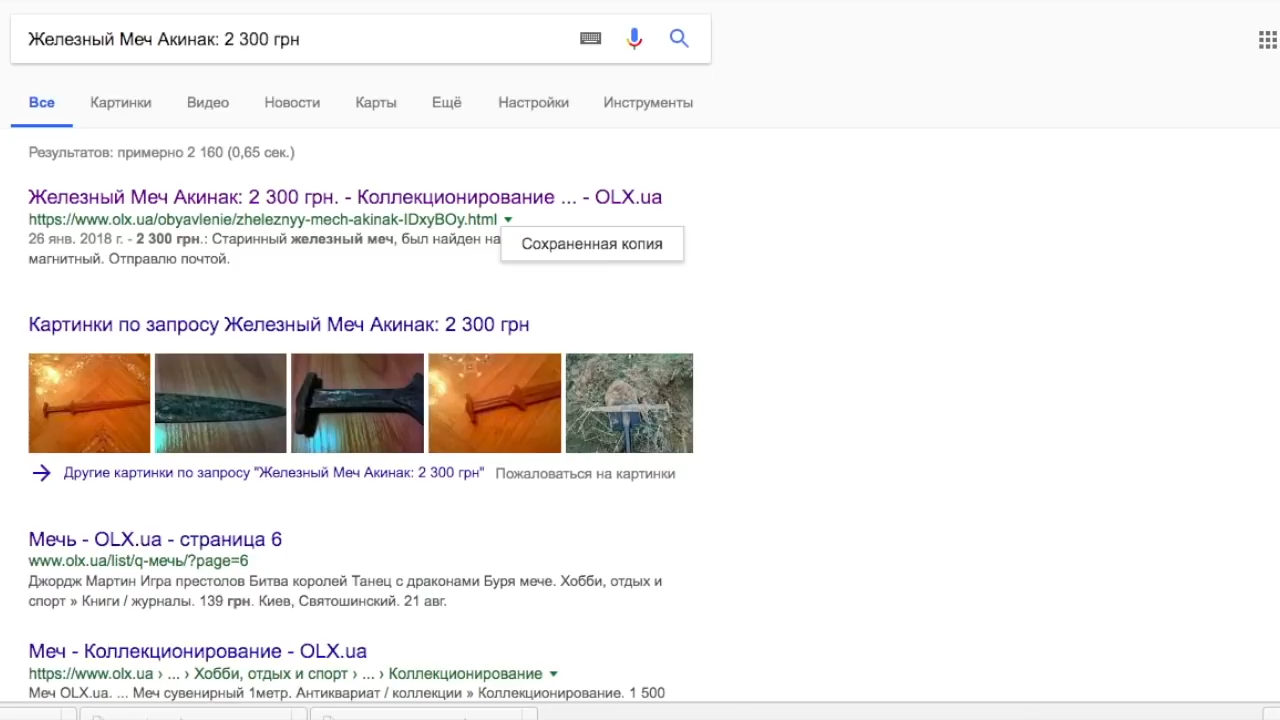 Железный Меч Акинак: 2 300 грн
Все Картинки Видео Новости Карты Ещё Настройки Инструменты
Результатов: примерно 2 160 (0,65 сек.)
Железный Меч Акинак: 2 300 грн. - Коллекционирование ... - OLX.ua
https://www.olx.ua/obyavlenie/zheleznyy-mech-akinak-IDxyBOy.html
26 янв. 2018 г. - 2 300 грн.: Старинный железный меч, был найден на
Сохраненная копия
магнитный. Отправлю почтой.
Картинки по запросу Железный Меч Акинак: 2 300 грн
Другие картинки по запросу "Железный Меч Акинак: 2 300 грн" Пожаловаться на картинки
Мечь - OLX.ua - страница 6
www.olx.ua/list/q-мечь/?page=6
Джордж Мартин Игра престолов Битва королей Танец с драконами Буря мече. Хобби, отдых и
спорт » Книги / журналы. 139 грн. Киев, Святошинский. 21 авг.
Меч - Коллекционирование - OLX.ua
https://www.olx.ua › ... › Хобби, отдых и спорт › ... › Коллекционирование
Меч OLX.ua. ... Меч сувенирный 1метр. Антиквариат / коллекции » Коллекционирование. 1 500